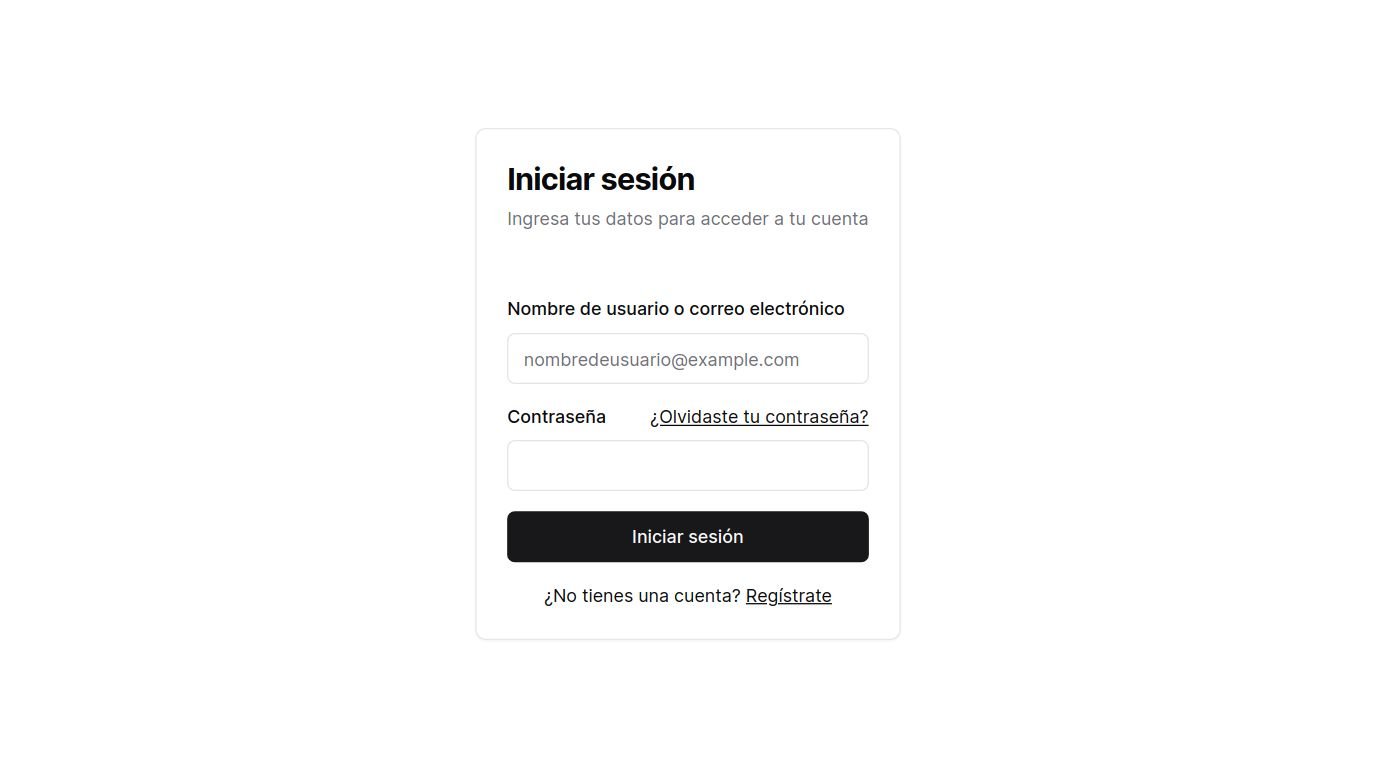 Iniciar sesión
Ingresa tus datos para acceder a tu cuenta
Nombre de usuario o correo electrónico
nombredeusuario@example.com
Contraseña ¿Olvidaste tu contraseña?
Iniciar sesión
¿No tienes una cuenta? Regístrate